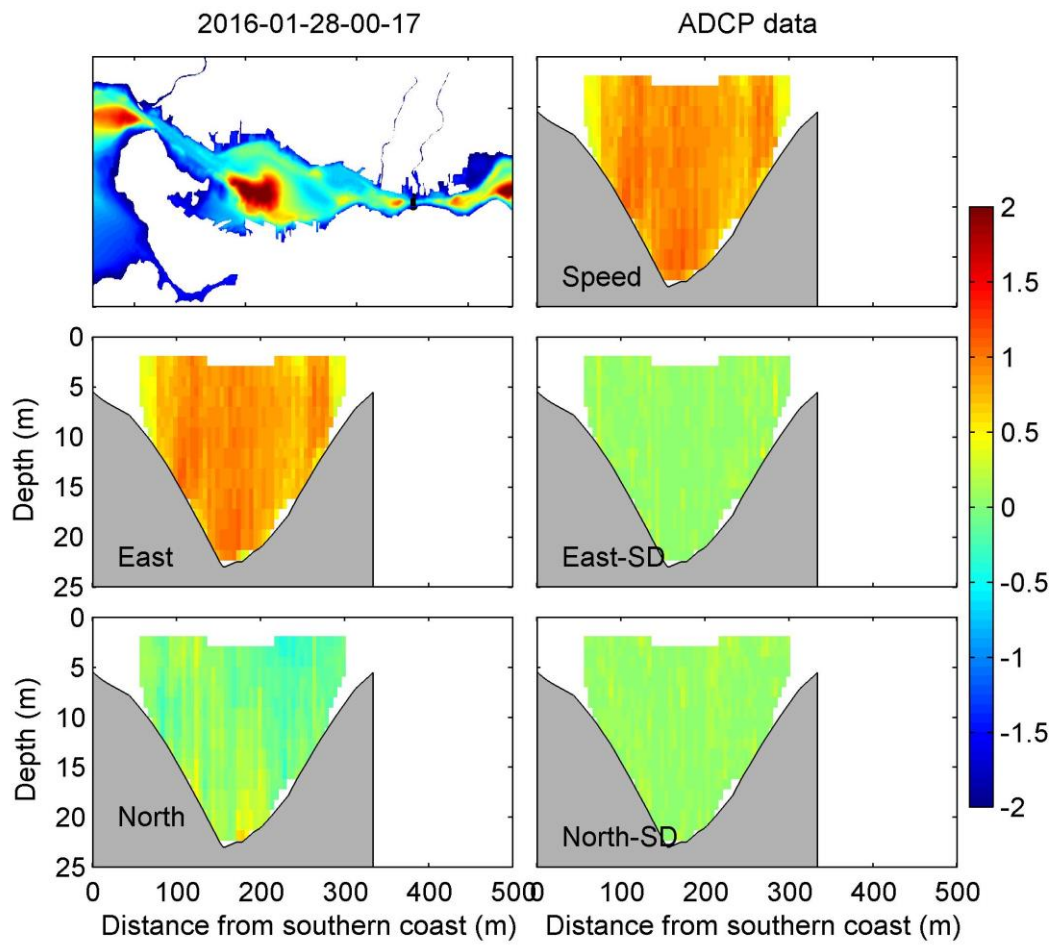 2016-01-28-00-17
ADCP data
Speed
2
1.5
1
0.5
0
-0.5
-1
-1.5
-2
0
5
10
15
20
25
Depth (m)
East
East-SD
0
5
10
15
20
25
Depth (m)
North
North-SD
0 100 200 300 400 500
0 100 200 300 400 500
Distance from southern coast (m)
Distance from southern coast (m)